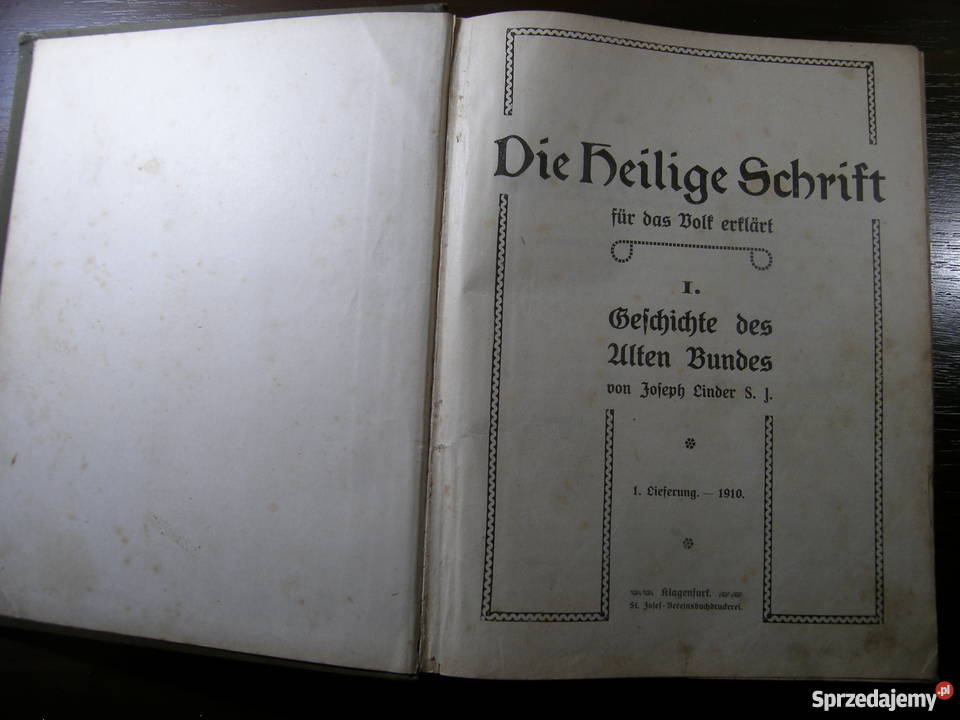 Die Heilige Schrift
für das Volk erklärt
I.
Geschichte des
Alten Bundes
von Joseph Linder S. J.
1. Lieferung. — 1910.
Klagenfurt.
St. Josef-Vereinsbuchdruckerei.
Sprzedajemy.pl